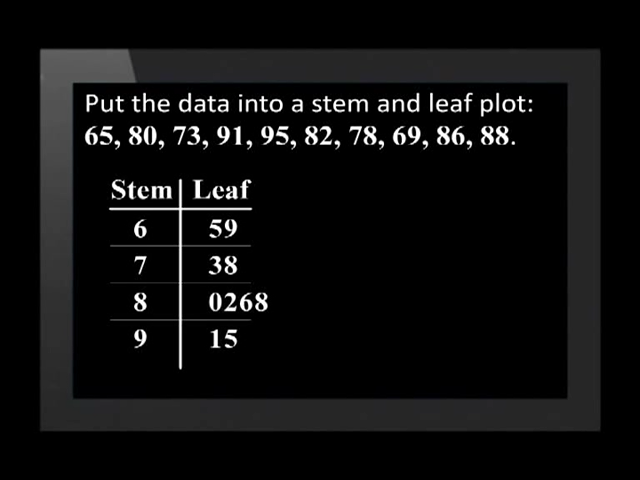 Put the data into a stem and leaf plot:
65, 80, 73, 91, 95, 82, 78, 69, 86, 88.
Stem Leaf
6 59
7 38
8 0268
9 15